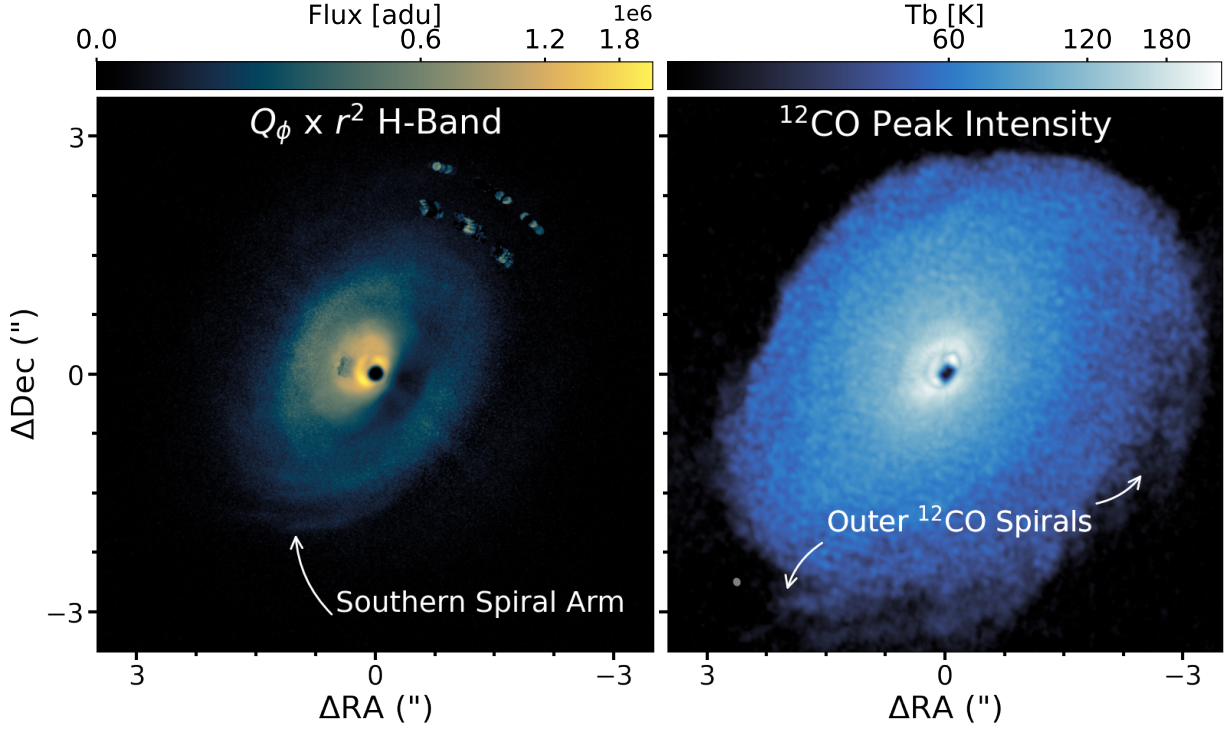 Flux [adu]
1e6
0.0 0.6 1.2 1.8
Q_ϕ x r² H-Band
3
0
−3
ΔDec (")
Southern Spiral Arm
3 0 −3
ΔRA (")
Tb [K]
60 120 180
¹²CO Peak Intensity
Outer ¹²CO Spirals
3 0 −3
ΔRA (")